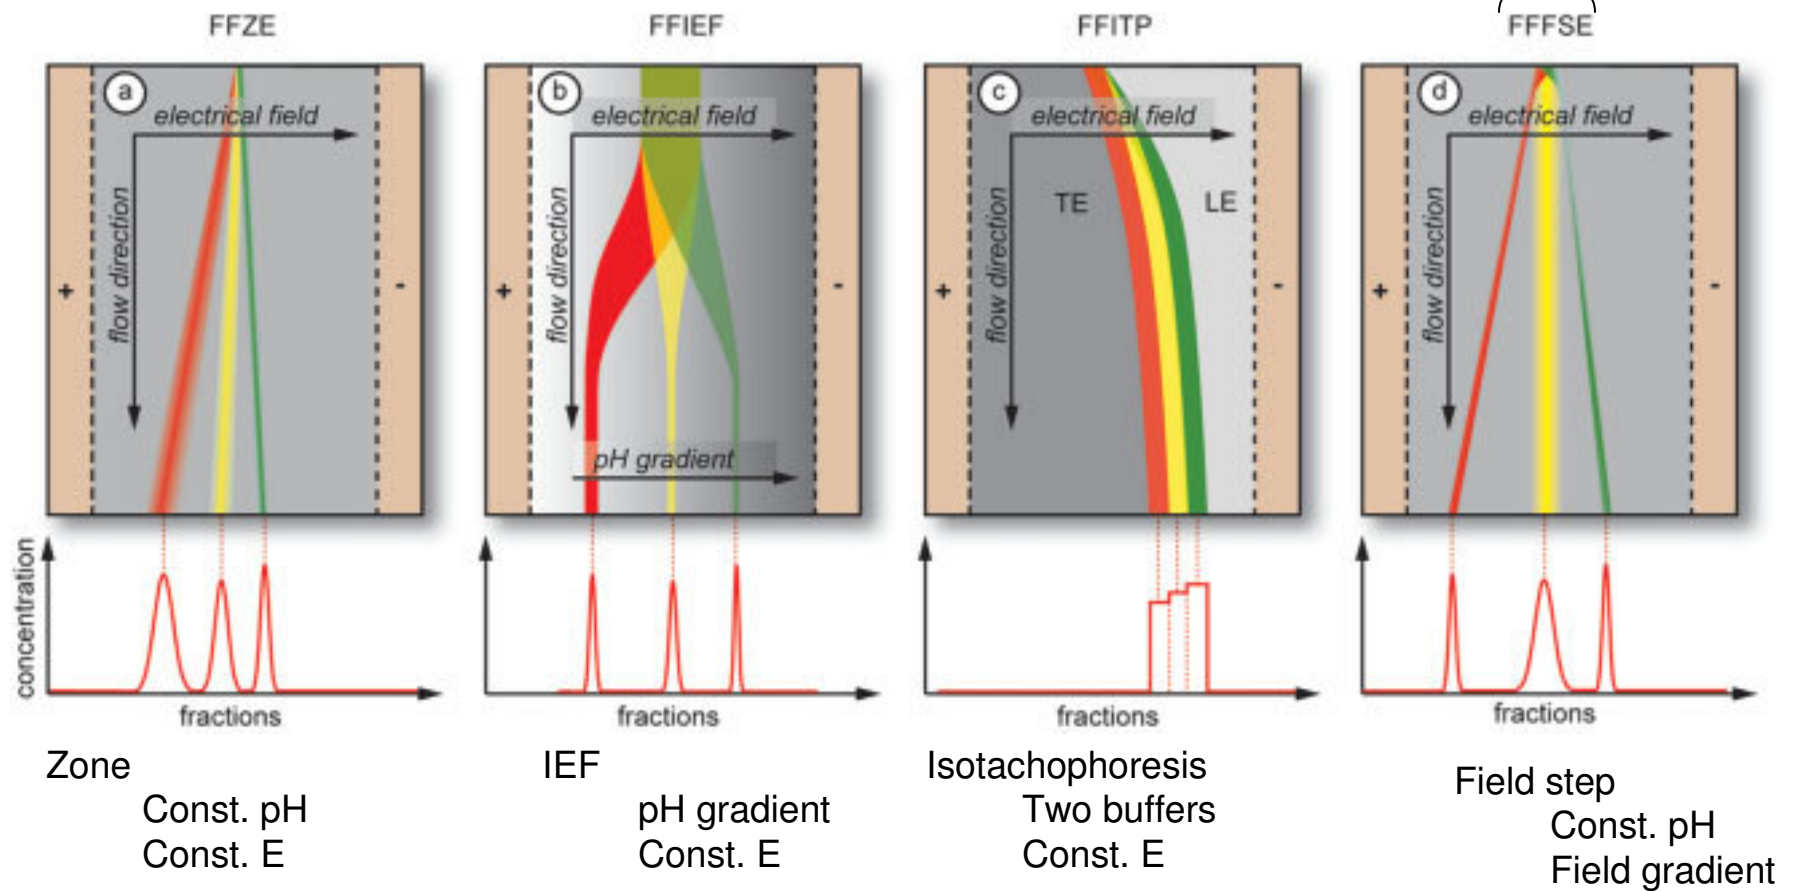 FFZE
FFIEF
FFITP
FFFSE
a
electrical field
flow direction
+
-
b
electrical field
flow direction
pH gradient
+
-
c
electrical field
flow direction
TE
LE
+
-
d
electrical field
flow direction
+
-
concentration
fractions
fractions
fractions
fractions
Zone
Const. pH
Const. E
IEF
pH gradient
Const. E
Isotachophoresis
Two buffers
Const. E
Field step
Const. pH
Field gradient